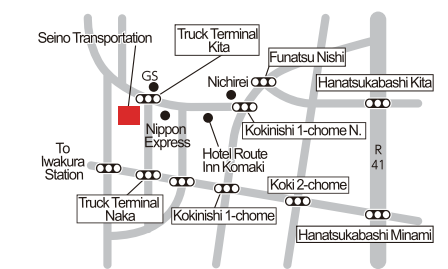 Seino Transportation
Truck Terminal
Kita
Funatsu Nishi
GS
Nichirei
Hanatsukabashi Kita
Nippon
Express
Kokinishi 1-chome N.
To
Iwakura
Station
Hotel Route
Inn Komaki
R
41
Truck Terminal
Naka
Koki 2-chome
Kokinishi 1-chome
Hanatsukabashi Minami